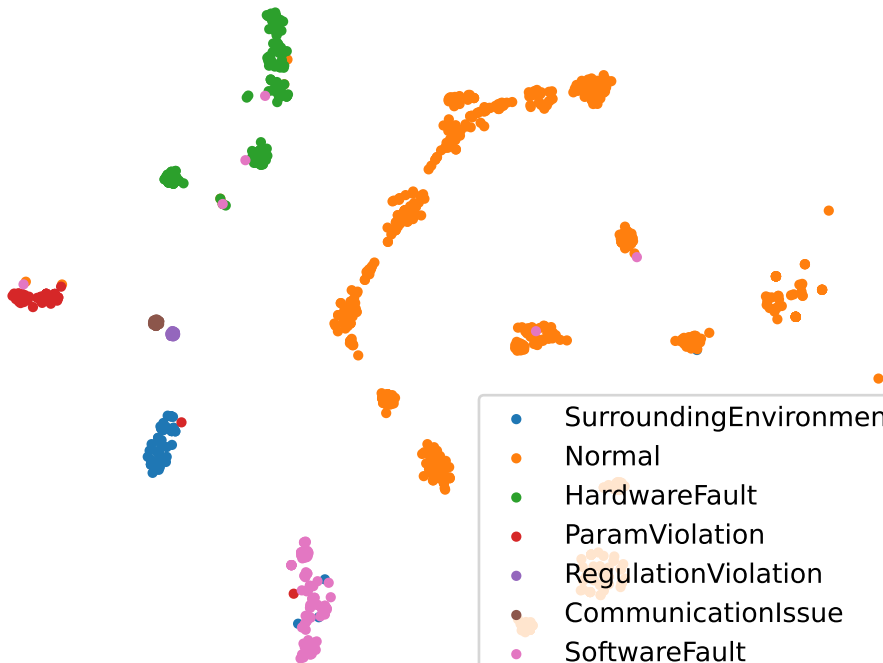 SurroundingEnvironmen
Normal
HardwareFault
ParamViolation
RegulationViolation
CommunicationIssue
SoftwareFault